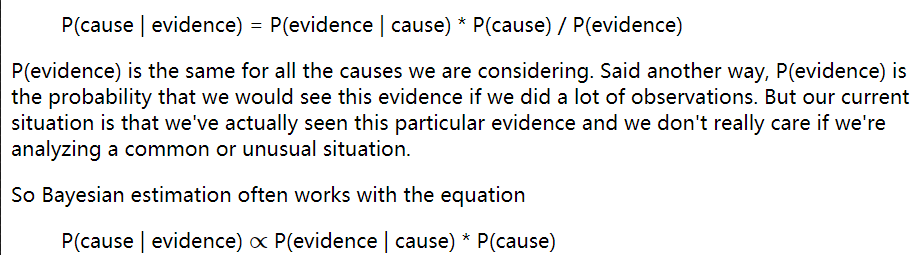 P(cause | evidence) = P(evidence | cause) * P(cause) / P(evidence)
P(evidence) is the same for all the causes we are considering. Said another way, P(evidence) is
the probability that we would see this evidence if we did a lot of observations. But our current
situation is that we've actually seen this particular evidence and we don't really care if we're
analyzing a common or unusual situation.
So Bayesian estimation often works with the equation
P(cause | evidence) ∝ P(evidence | cause) * P(cause)